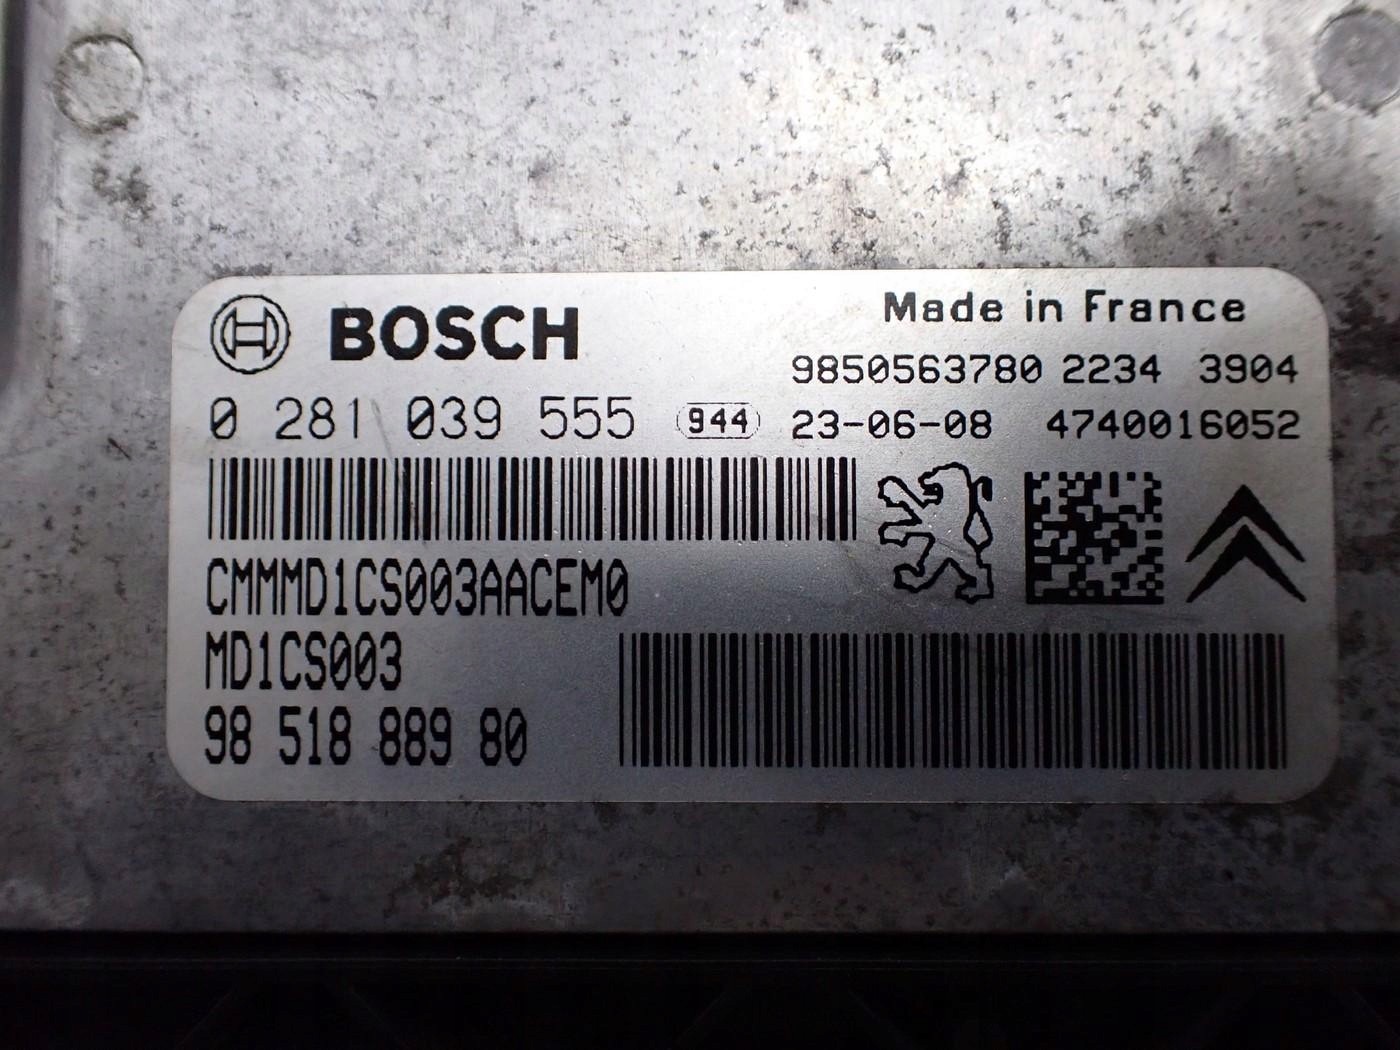 BOSCH
Made in France
9850563780 2234 3904
0 281 039 555 944 23-06-08 4740016052
CMMMD1CS003AACEM0
MD1CS003
98 518 889 80